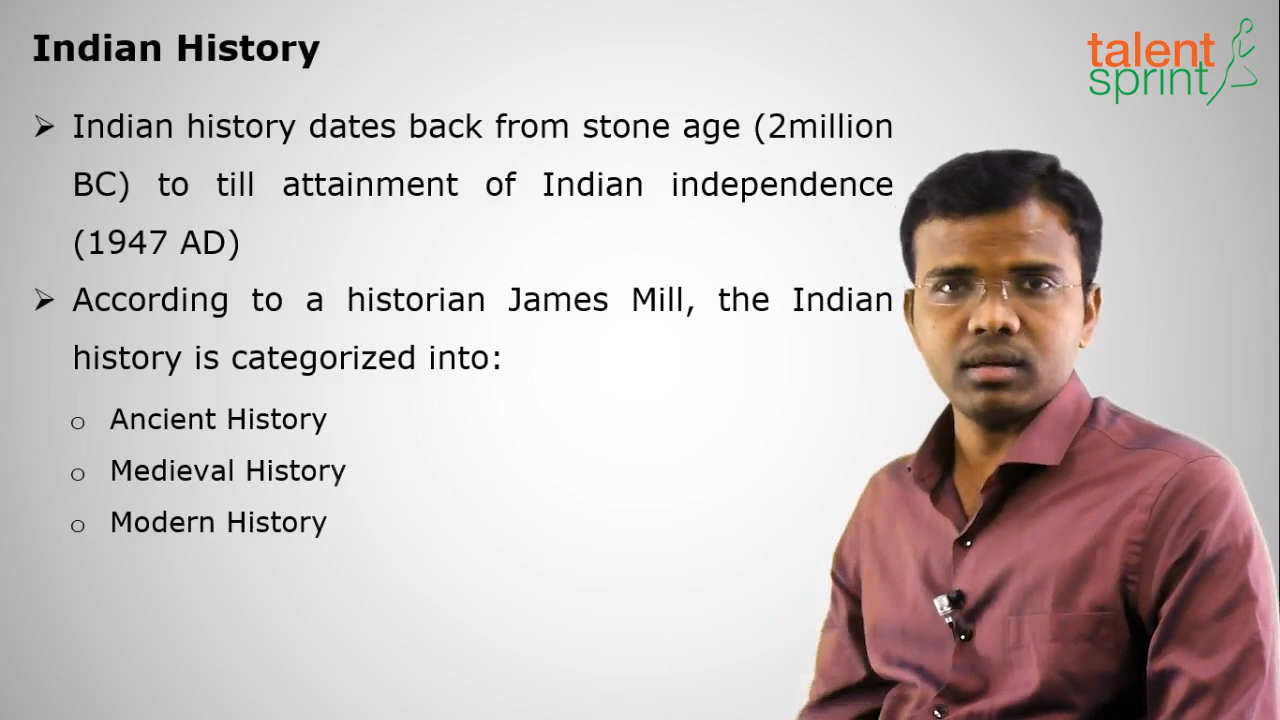 Indian History
talent
sprint
➢ Indian history dates back from stone age (2million
BC) to till attainment of Indian independence
(1947 AD)
➢ According to a historian James Mill, the Indian
history is categorized into:
o Ancient History
o Medieval History
o Modern History